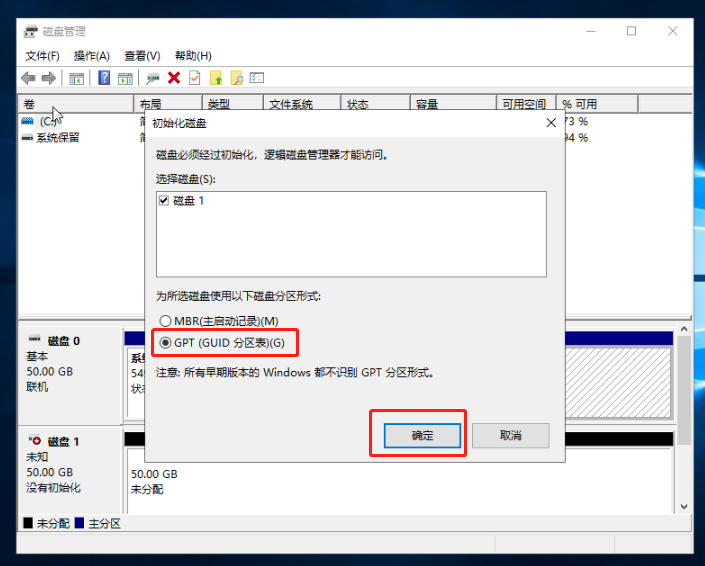 磁盘管理
文件(F) 操作(A) 查看(V) 帮助(H)
卷 布局 类型 文件系统 状态 容量 可用空间 % 可用
(C:) 73 %
系统保留 94 %
初始化磁盘
磁盘必须经过初始化，逻辑磁盘管理器才能访问。
选择磁盘(S):
磁盘 1
为所选磁盘使用以下磁盘分区形式:
MBR(主启动记录)(M)
GPT (GUID 分区表)(G)
注意: 所有早期版本的 Windows 都不识别 GPT 分区形式。
确定 取消
磁盘 0
基本
50.00 GB
联机
系
54
状
磁盘 1
未知
50.00 GB
没有初始化
50.00 GB
未分配
未分配 主分区